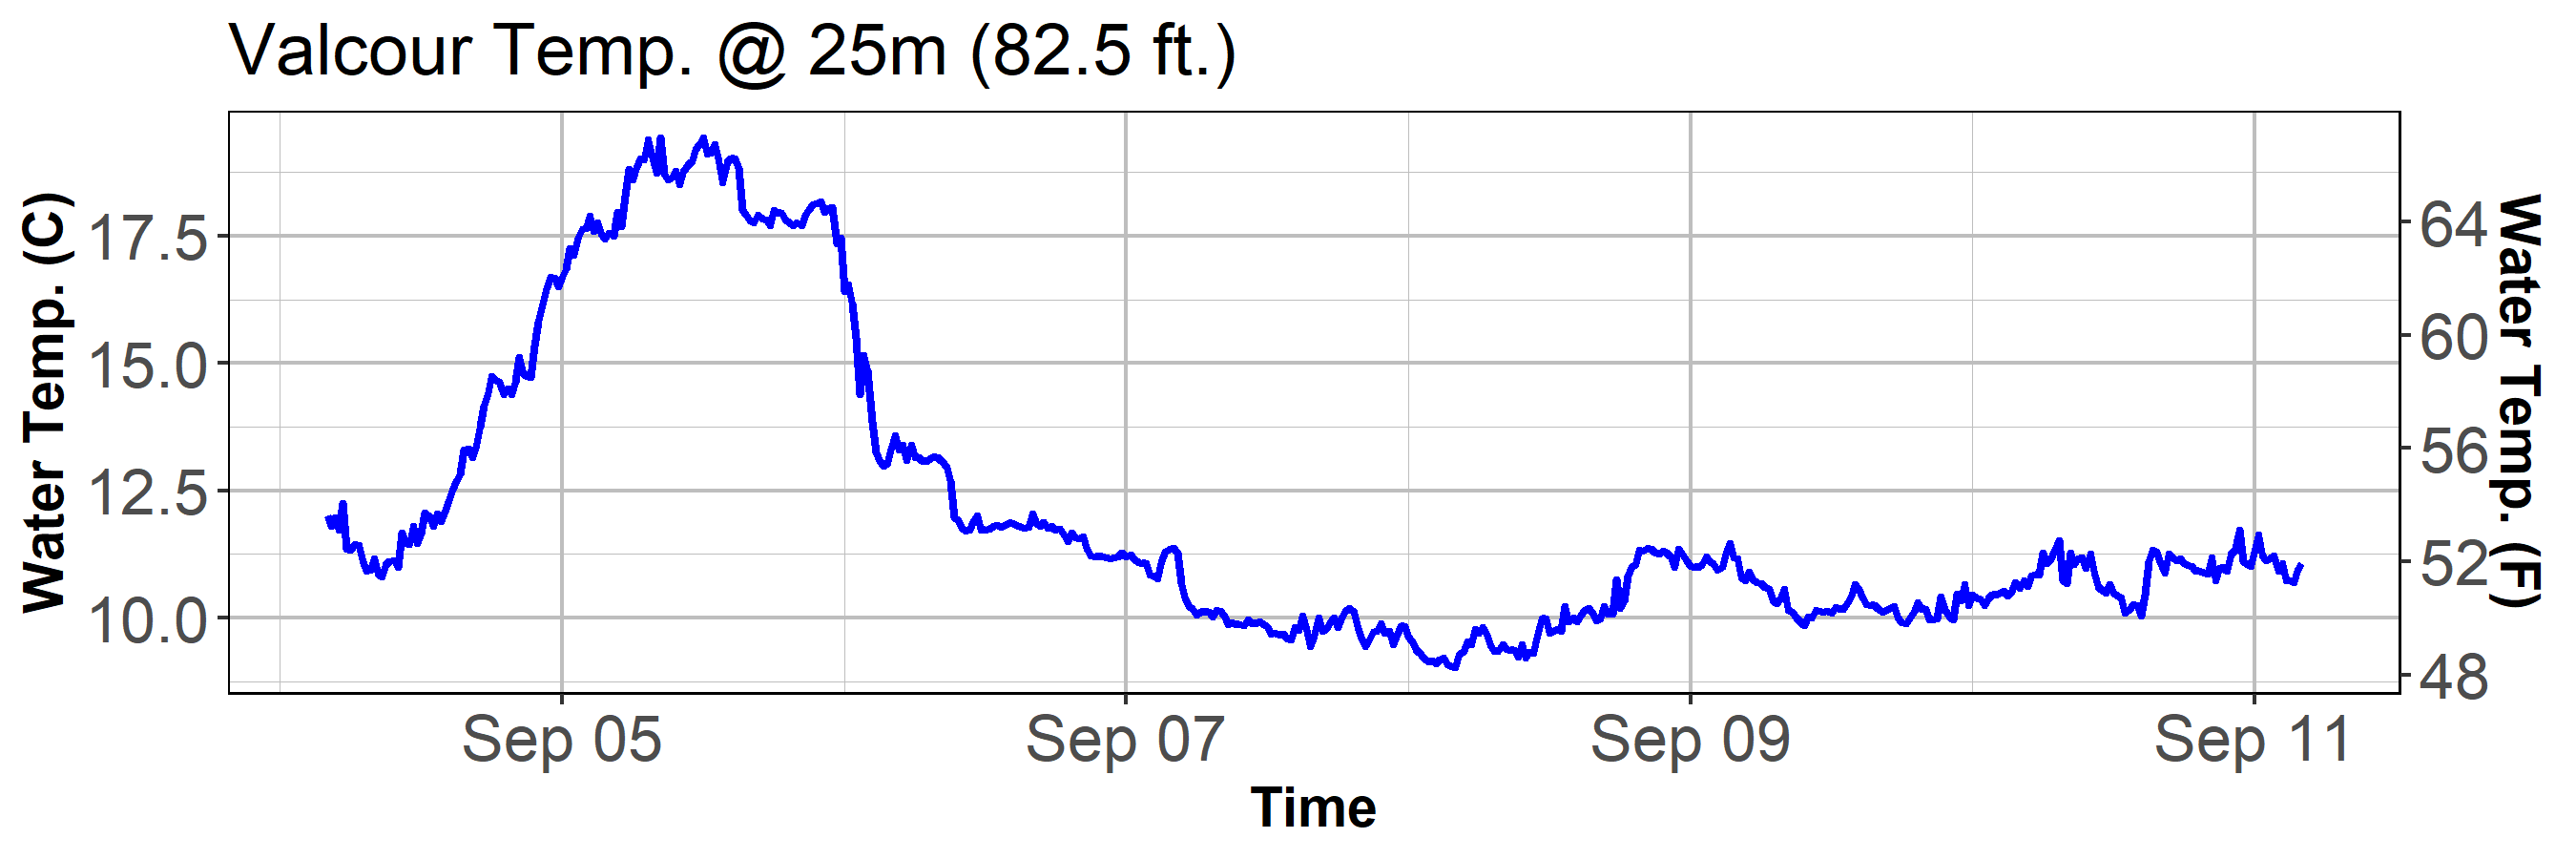 Valcour Temp. @ 25m (82.5 ft.)
Water Temp. (C)
17.5
15.0
12.5
10.0
64
60
56
52
48
Water Temp. (F)
Sep 05
Sep 07
Sep 09
Sep 11
Time